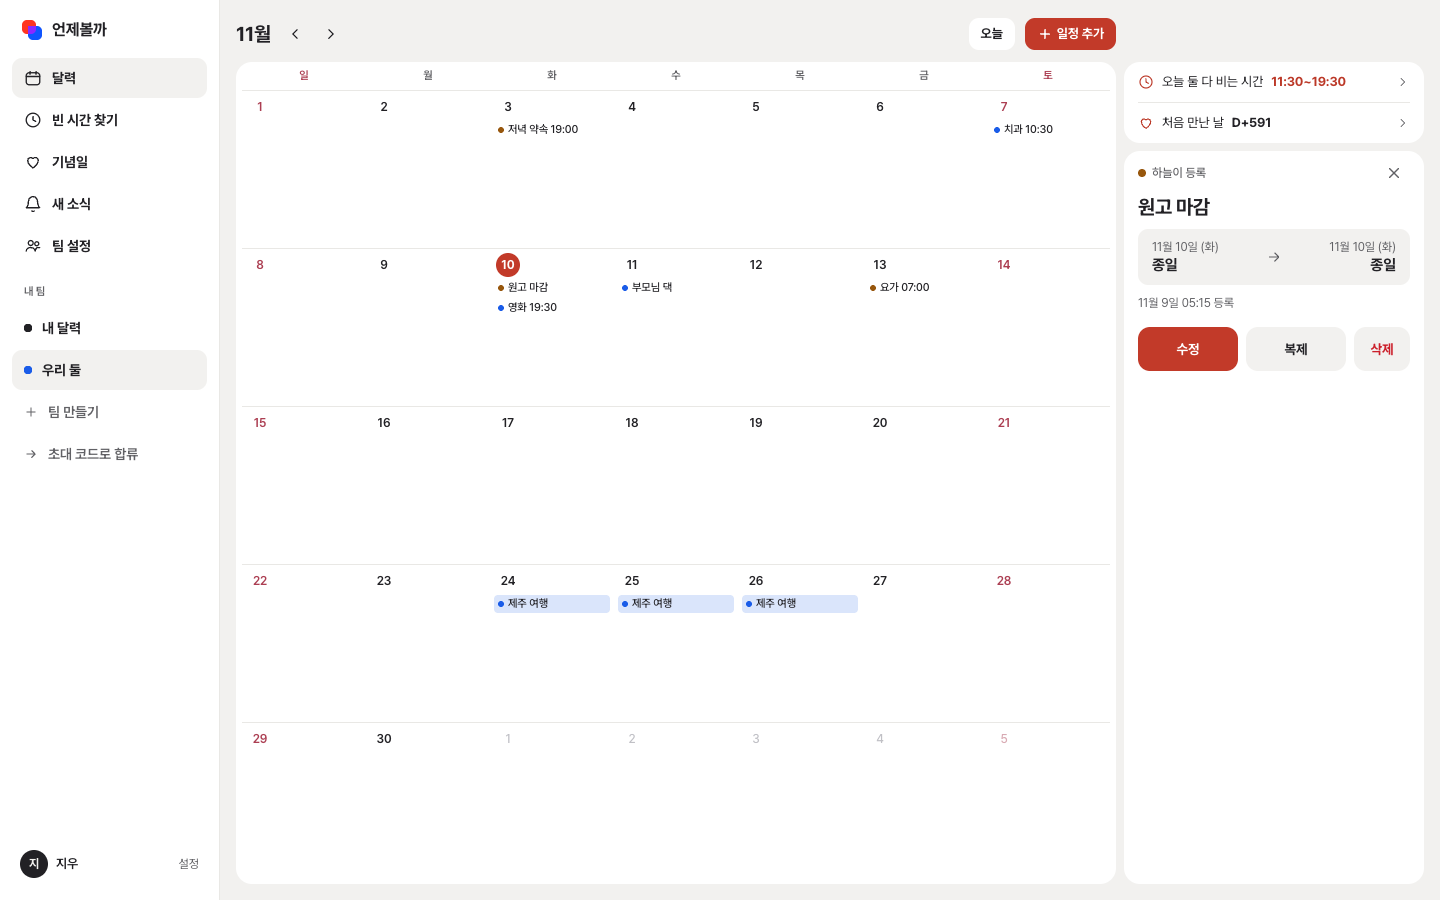 언제볼까
달력
빈 시간 찾기
기념일
새 소식
팀 설정
내 팀
내 달력
우리 둘
팀 만들기
초대 코드로 합류
지 지우 설정
11월
오늘 일정 추가
일 월 화 수 목 금 토
1 2 3 4 5 6 7
저녁 약속 19:00 치과 10:30
8 9 10 11 12 13 14
원고 마감 부모님 댁 요가 07:00
영화 19:30
15 16 17 18 19 20 21
22 23 24 25 26 27 28
제주 여행 제주 여행 제주 여행
29 30 1 2 3 4 5
오늘 둘 다 비는 시간 11:30~19:30
처음 만난 날 D+591
하늘이 등록
원고 마감
11월 10일 (화) 11월 10일 (화)
종일 종일
11월 9일 05:15 등록
수정 복제 삭제